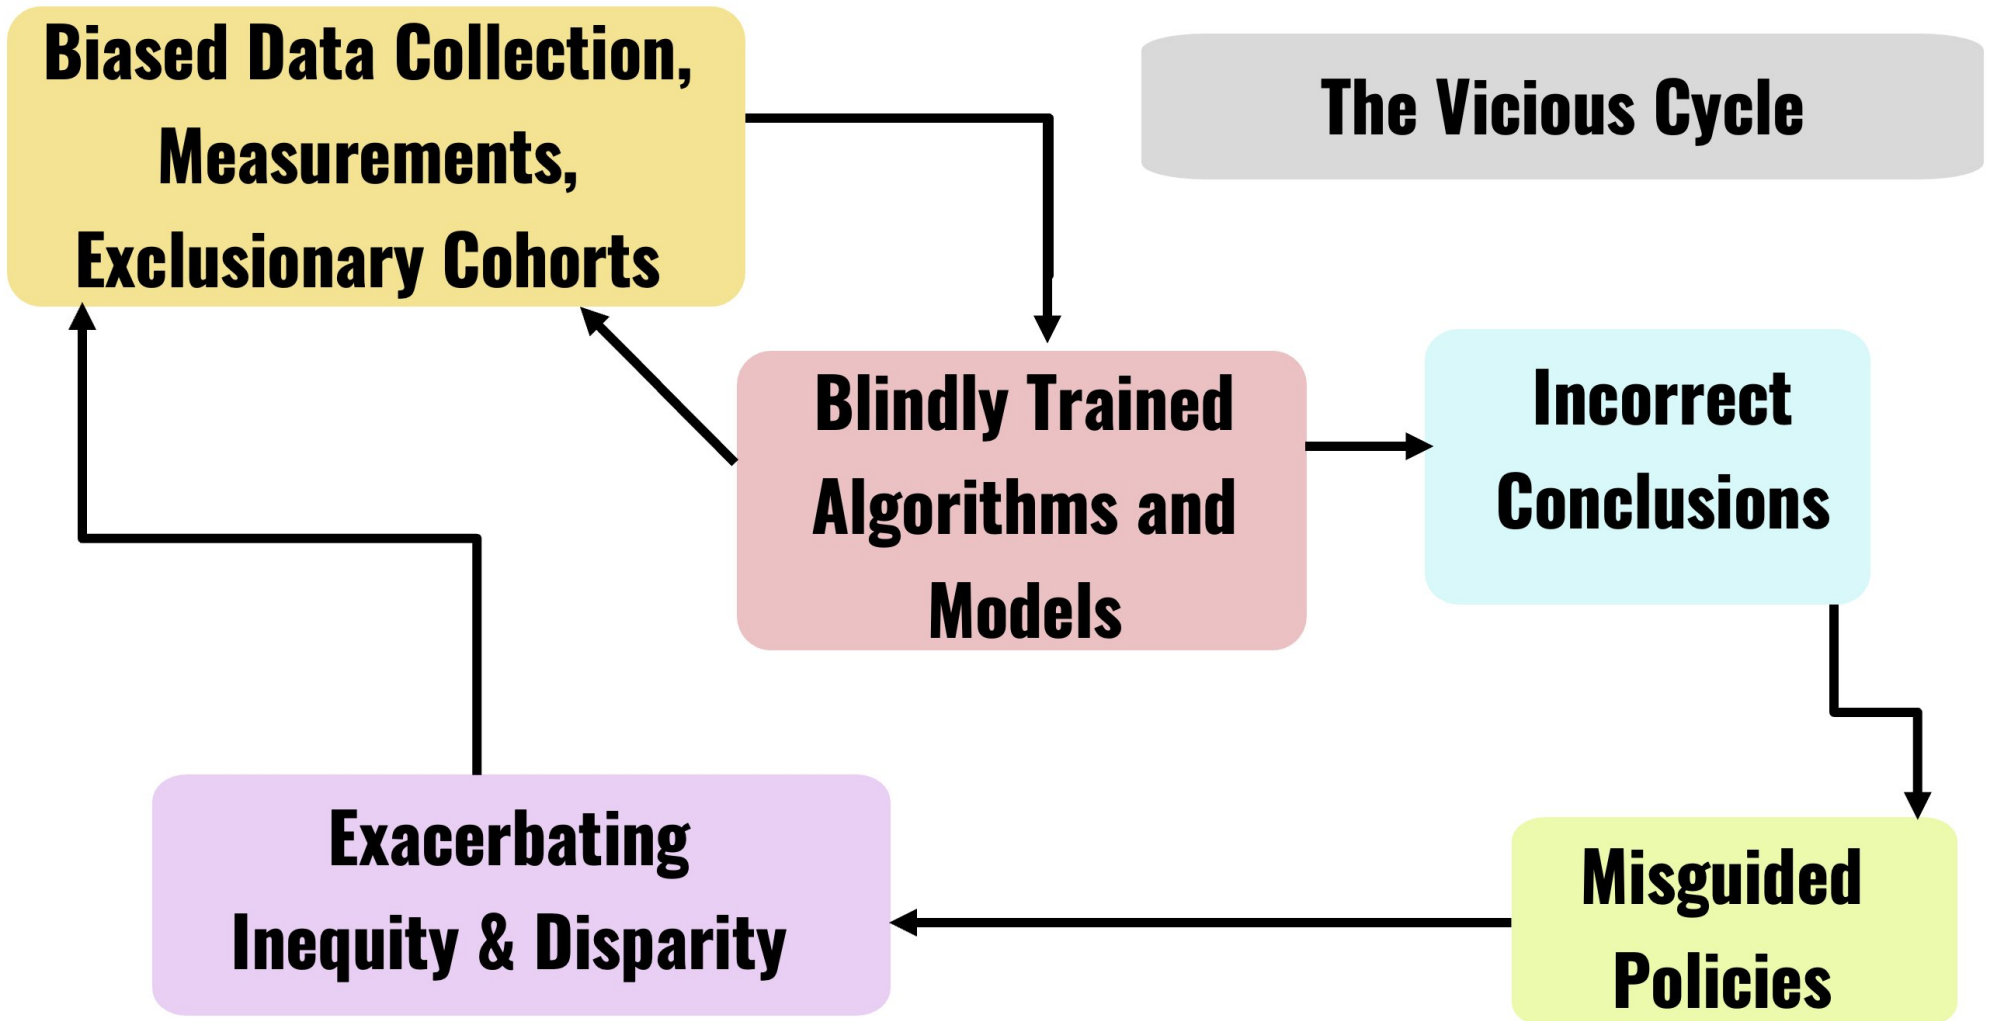 Biased Data Collection,
Measurements,
Exclusionary Cohorts
The Vicious Cycle
Blindly Trained
Algorithms and
Models
Incorrect
Conclusions
Exacerbating
Inequity & Disparity
Misguided
Policies